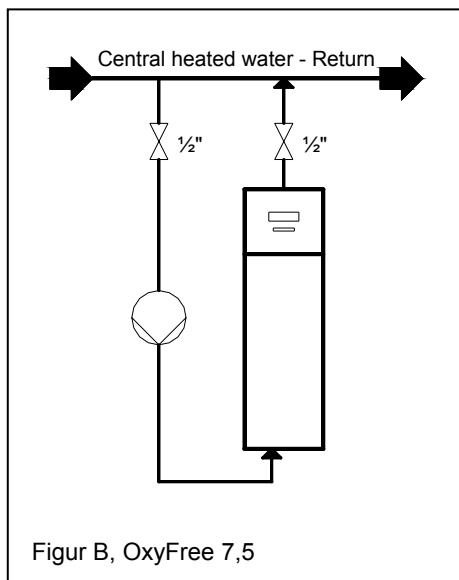 Central heated water - Return
½" ½"
Figur B, OxyFree 7,5